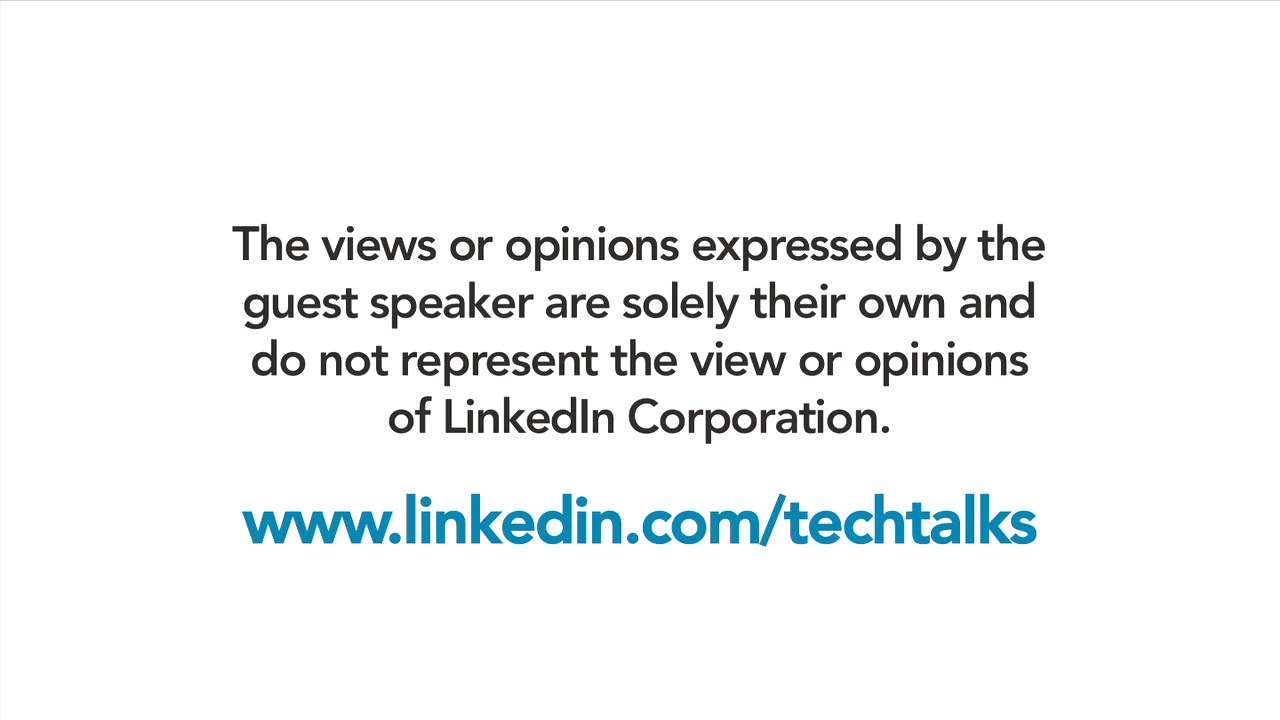 The views or opinions expressed by the
guest speaker are solely their own and
do not represent the view or opinions
of LinkedIn Corporation.
www.linkedin.com/techtalks